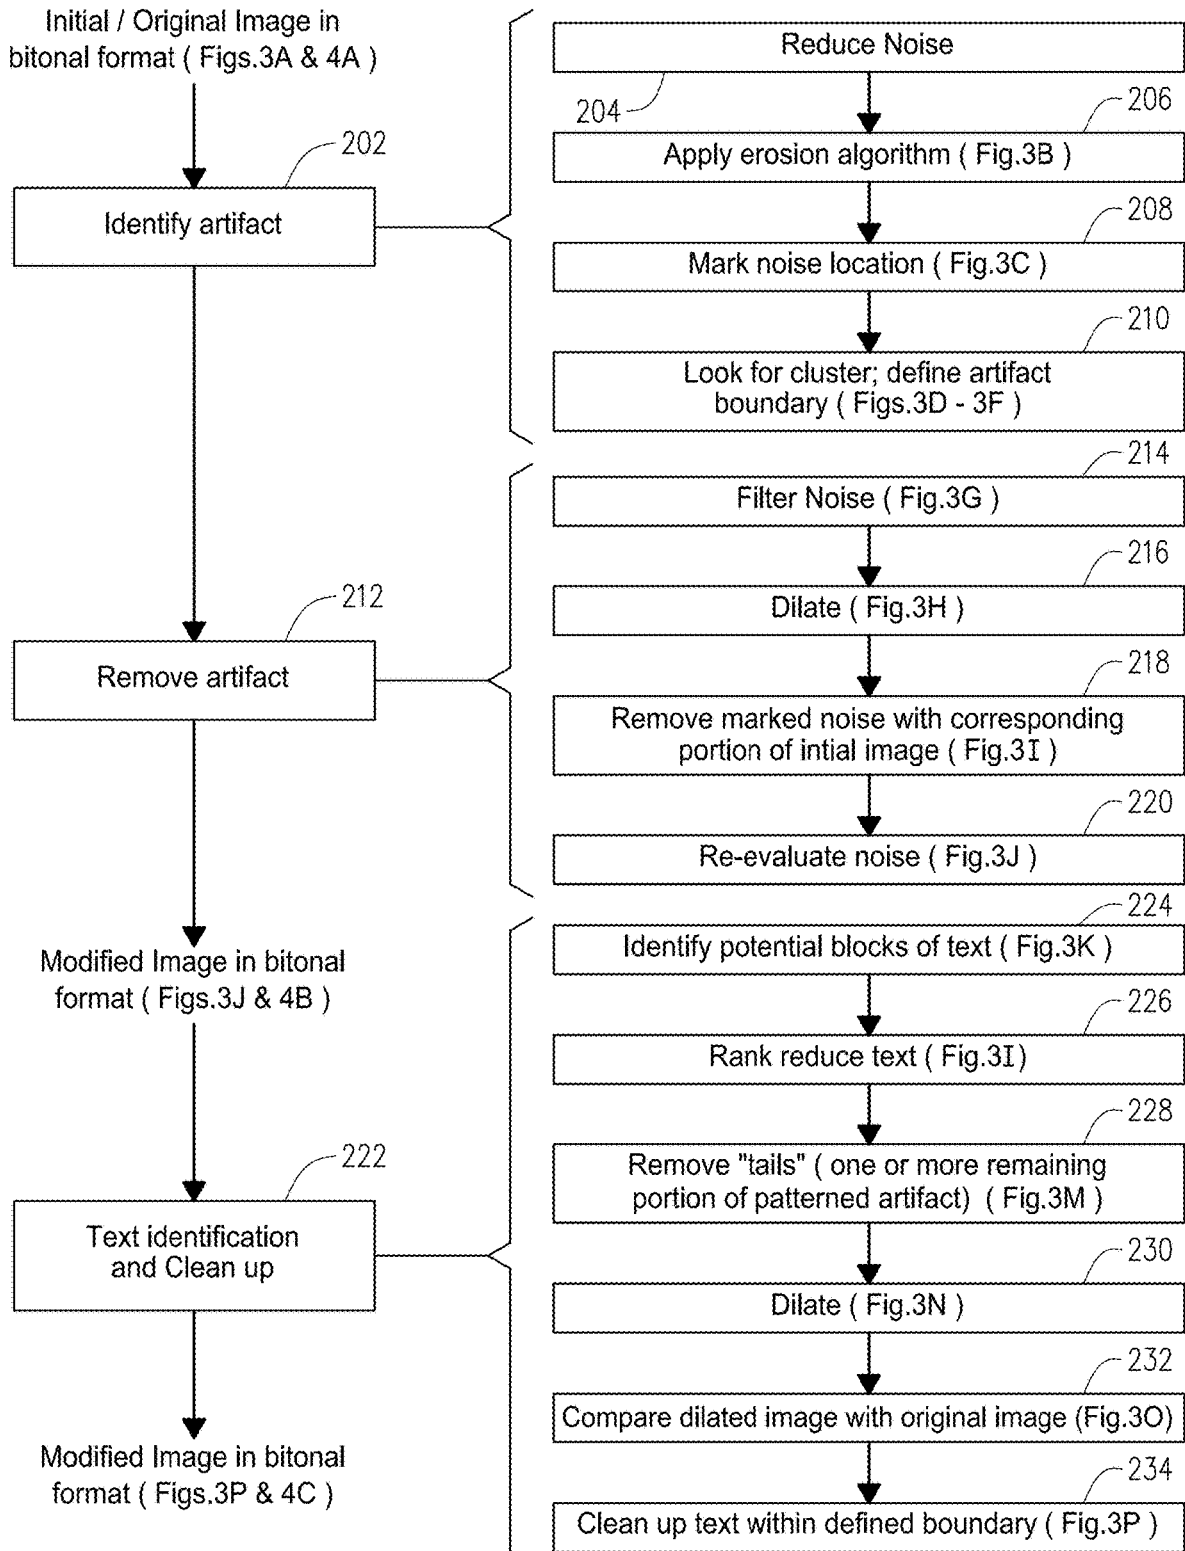 Initial / Original Image in
bitonal format ( Figs.3A & 4A )
202
Identify artifact
Reduce Noise
204
206
Apply erosion algorithm ( Fig.3B )
208
Mark noise location ( Fig.3C )
210
Look for cluster; define artifact
boundary ( Figs.3D - 3F )
212
Remove artifact
214
Filter Noise ( Fig.3G )
216
Dilate ( Fig.3H )
218
Remove marked noise with corresponding
portion of intial image ( Fig.3I )
220
Re-evaluate noise ( Fig.3J )
Modified Image in bitonal
format ( Figs.3J & 4B )
222
Text identification
and Clean up
224
Identify potential blocks of text ( Fig.3K )
226
Rank reduce text ( Fig.3I)
228
Remove "tails" ( one or more remaining
portion of patterned artifact) ( Fig.3M )
230
Dilate ( Fig.3N )
232
Compare dilated image with original image (Fig.3O)
234
Clean up text within defined boundary ( Fig.3P )
Modified Image in bitonal
format ( Figs.3P & 4C )